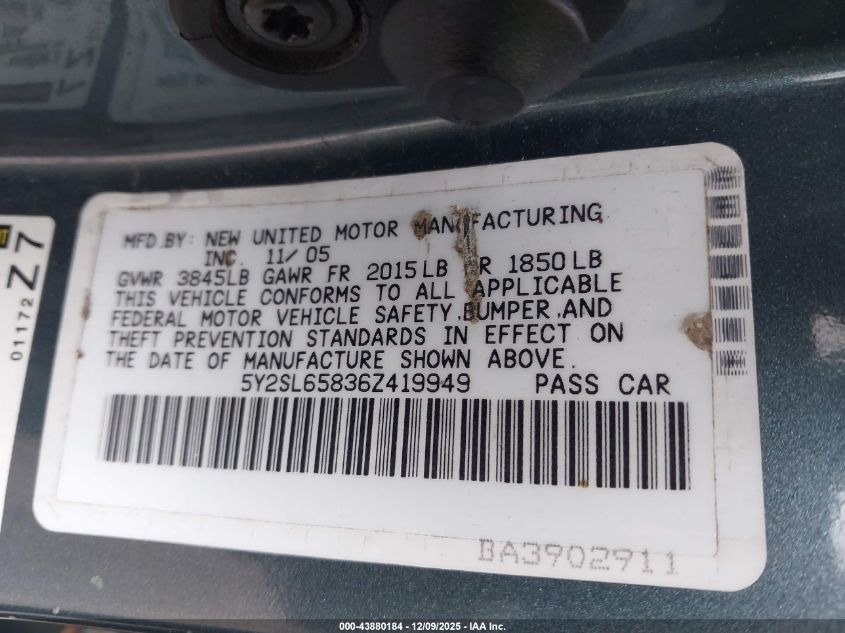 MFD.BY: NEW UNITED MOTOR MANUFACTURING
INC. 11/05
GVWR 3845LB GAWR FR 2015LB RR 1850LB
THIS VEHICLE CONFORMS TO ALL APPLICABLE
FEDERAL MOTOR VEHICLE SAFETY,BUMPER,AND
THEFT PREVENTION STANDARDS IN EFFECT ON
THE DATE OF MANUFACTURE SHOWN ABOVE.
5Y2SL65836Z419949 PASS CAR
BA3902911
Z7
01172
000-43880184 - 12/09/2025 - IAA Inc.